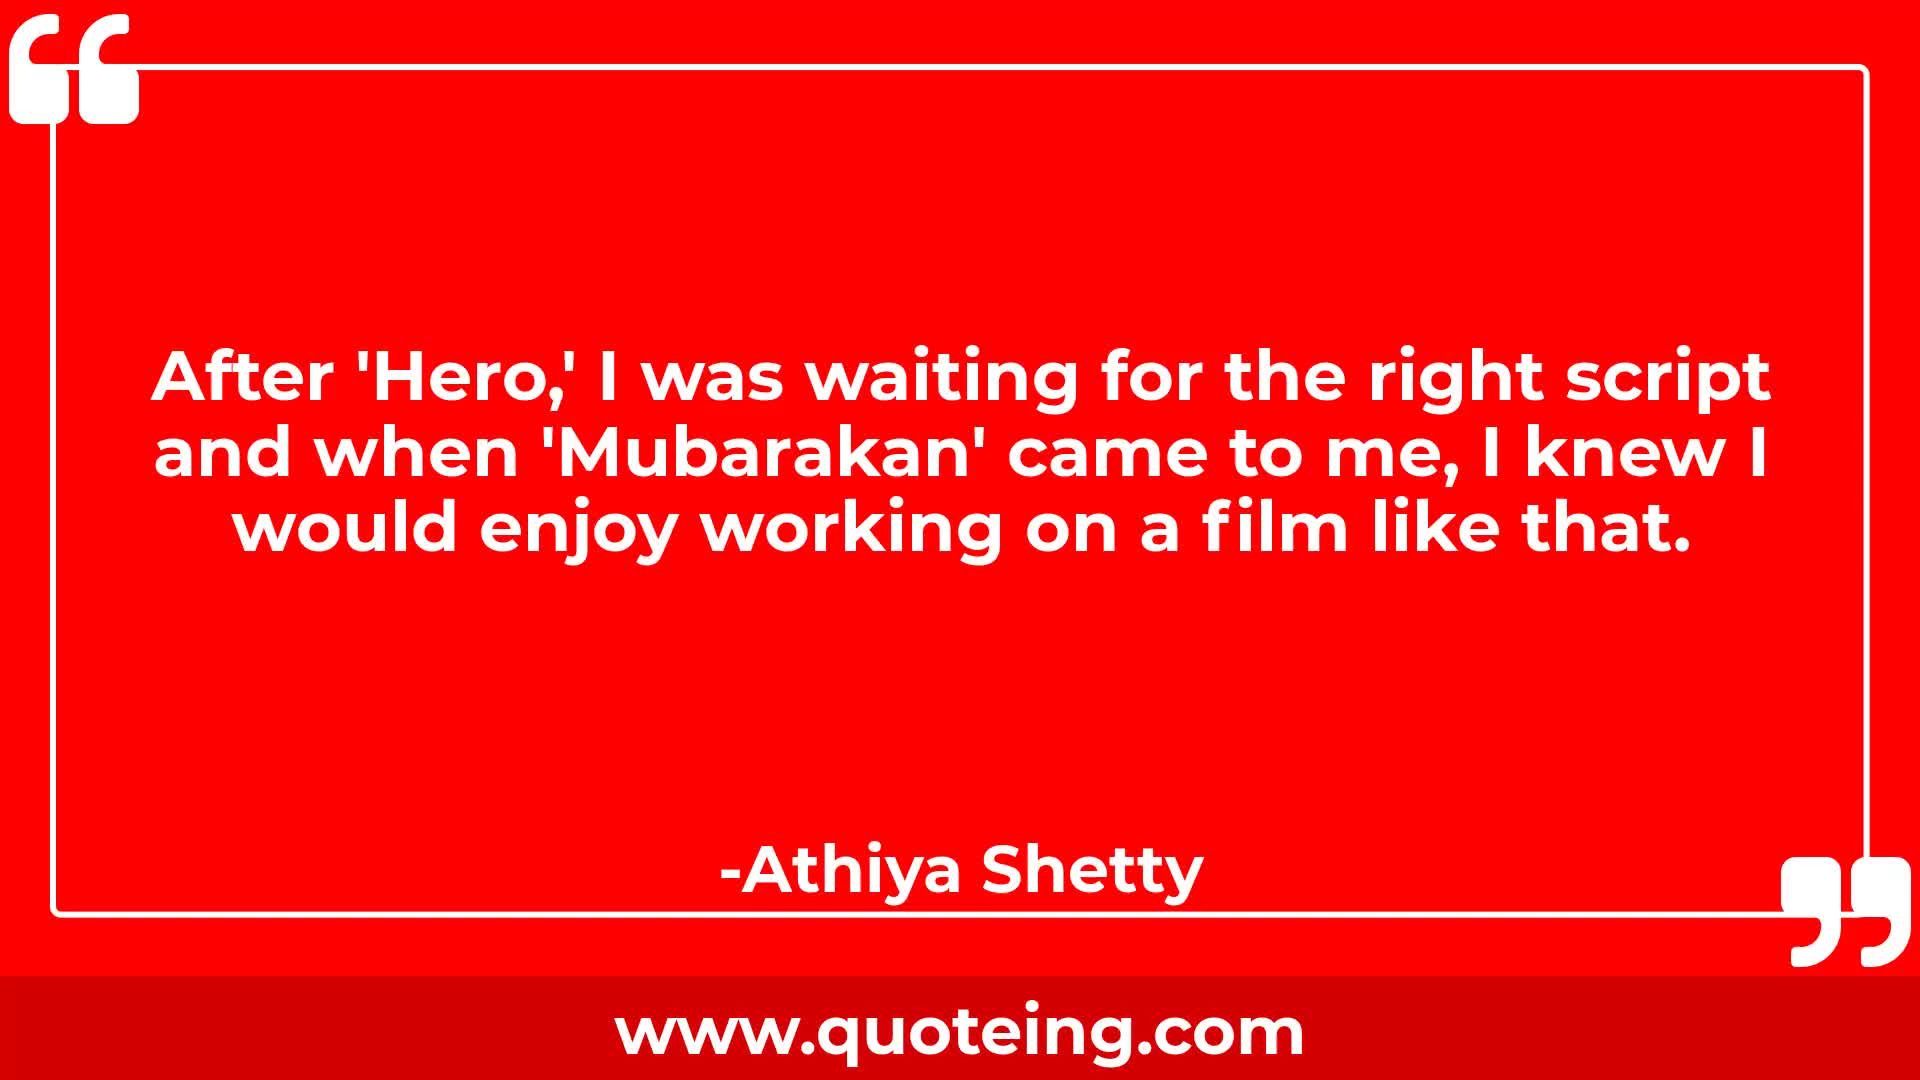 After 'Hero,' I was waiting for the right script
and when 'Mubarakan' came to me, I knew I
would enjoy working on a film like that.
-Athiya Shetty
www.quoteing.com